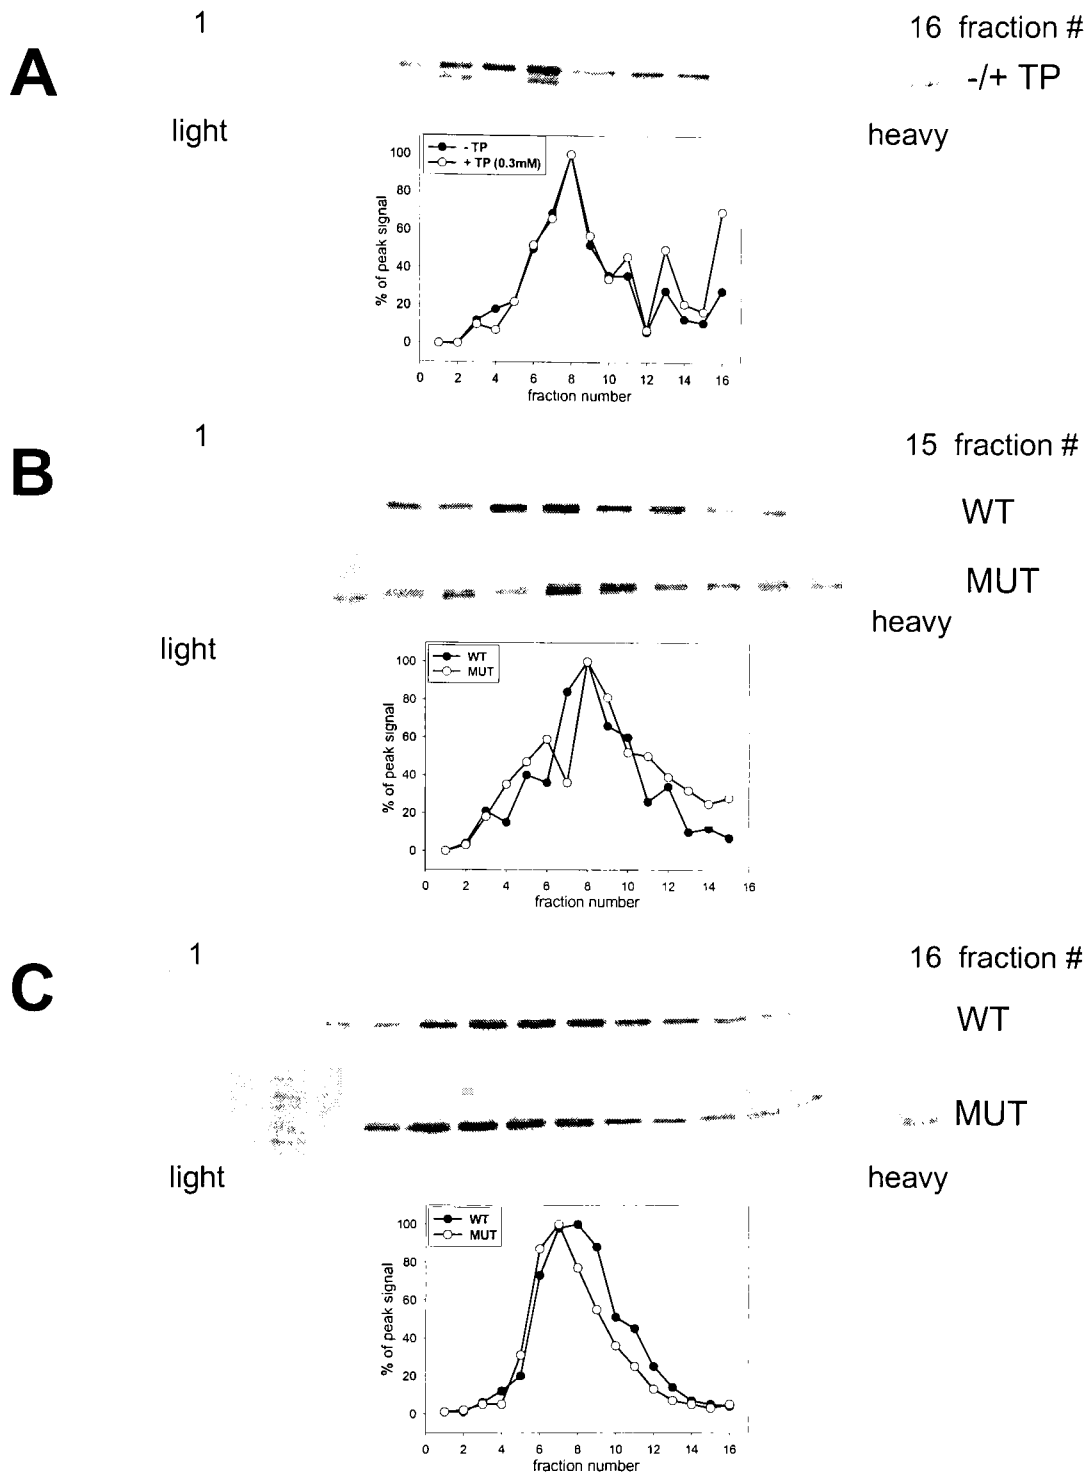 1
16 fraction #
A
-/+ TP
light
heavy
- TP
+ TP (0.3mM)
100
80
60
40
20
0
% of peak signal
0 2 4 6 8 10 12 14 16
fraction number
1
15 fraction #
B
WT
MUT
heavy
light
WT
MUT
100
80
60
40
20
0
% of peak signal
0 2 4 6 8 10 12 14 16
fraction number
1
16 fraction #
C
WT
MUT
light
heavy
WT
MUT
100
80
60
40
20
0
% of peak signal
0 2 4 6 8 10 12 14 16
fraction number